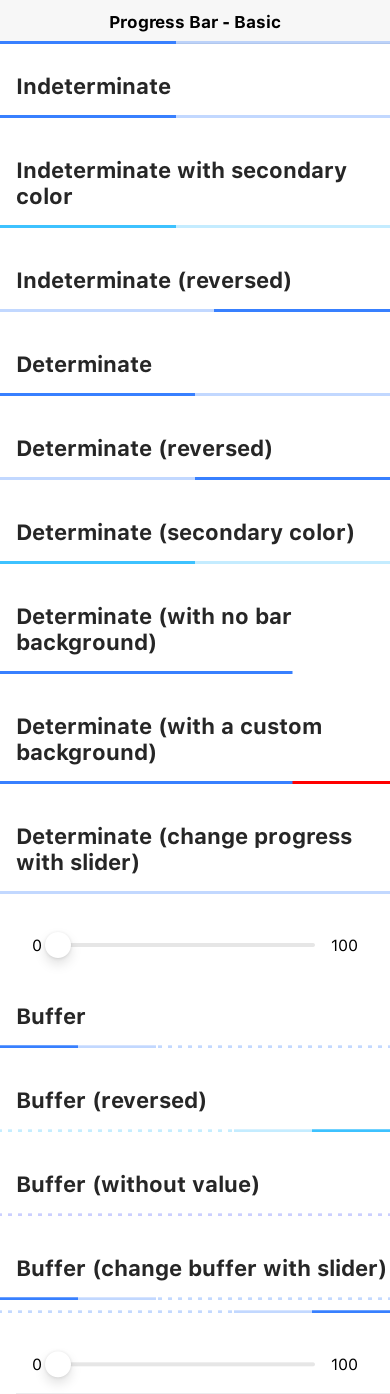 Progress Bar - Basic
Indeterminate
Indeterminate with secondary
color
Indeterminate (reversed)
Determinate
Determinate (reversed)
Determinate (secondary color)
Determinate (with no bar
background)
Determinate (with a custom
background)
Determinate (change progress
with slider)
0 100
Buffer
Buffer (reversed)
Buffer (without value)
Buffer (change buffer with slider)
0 100